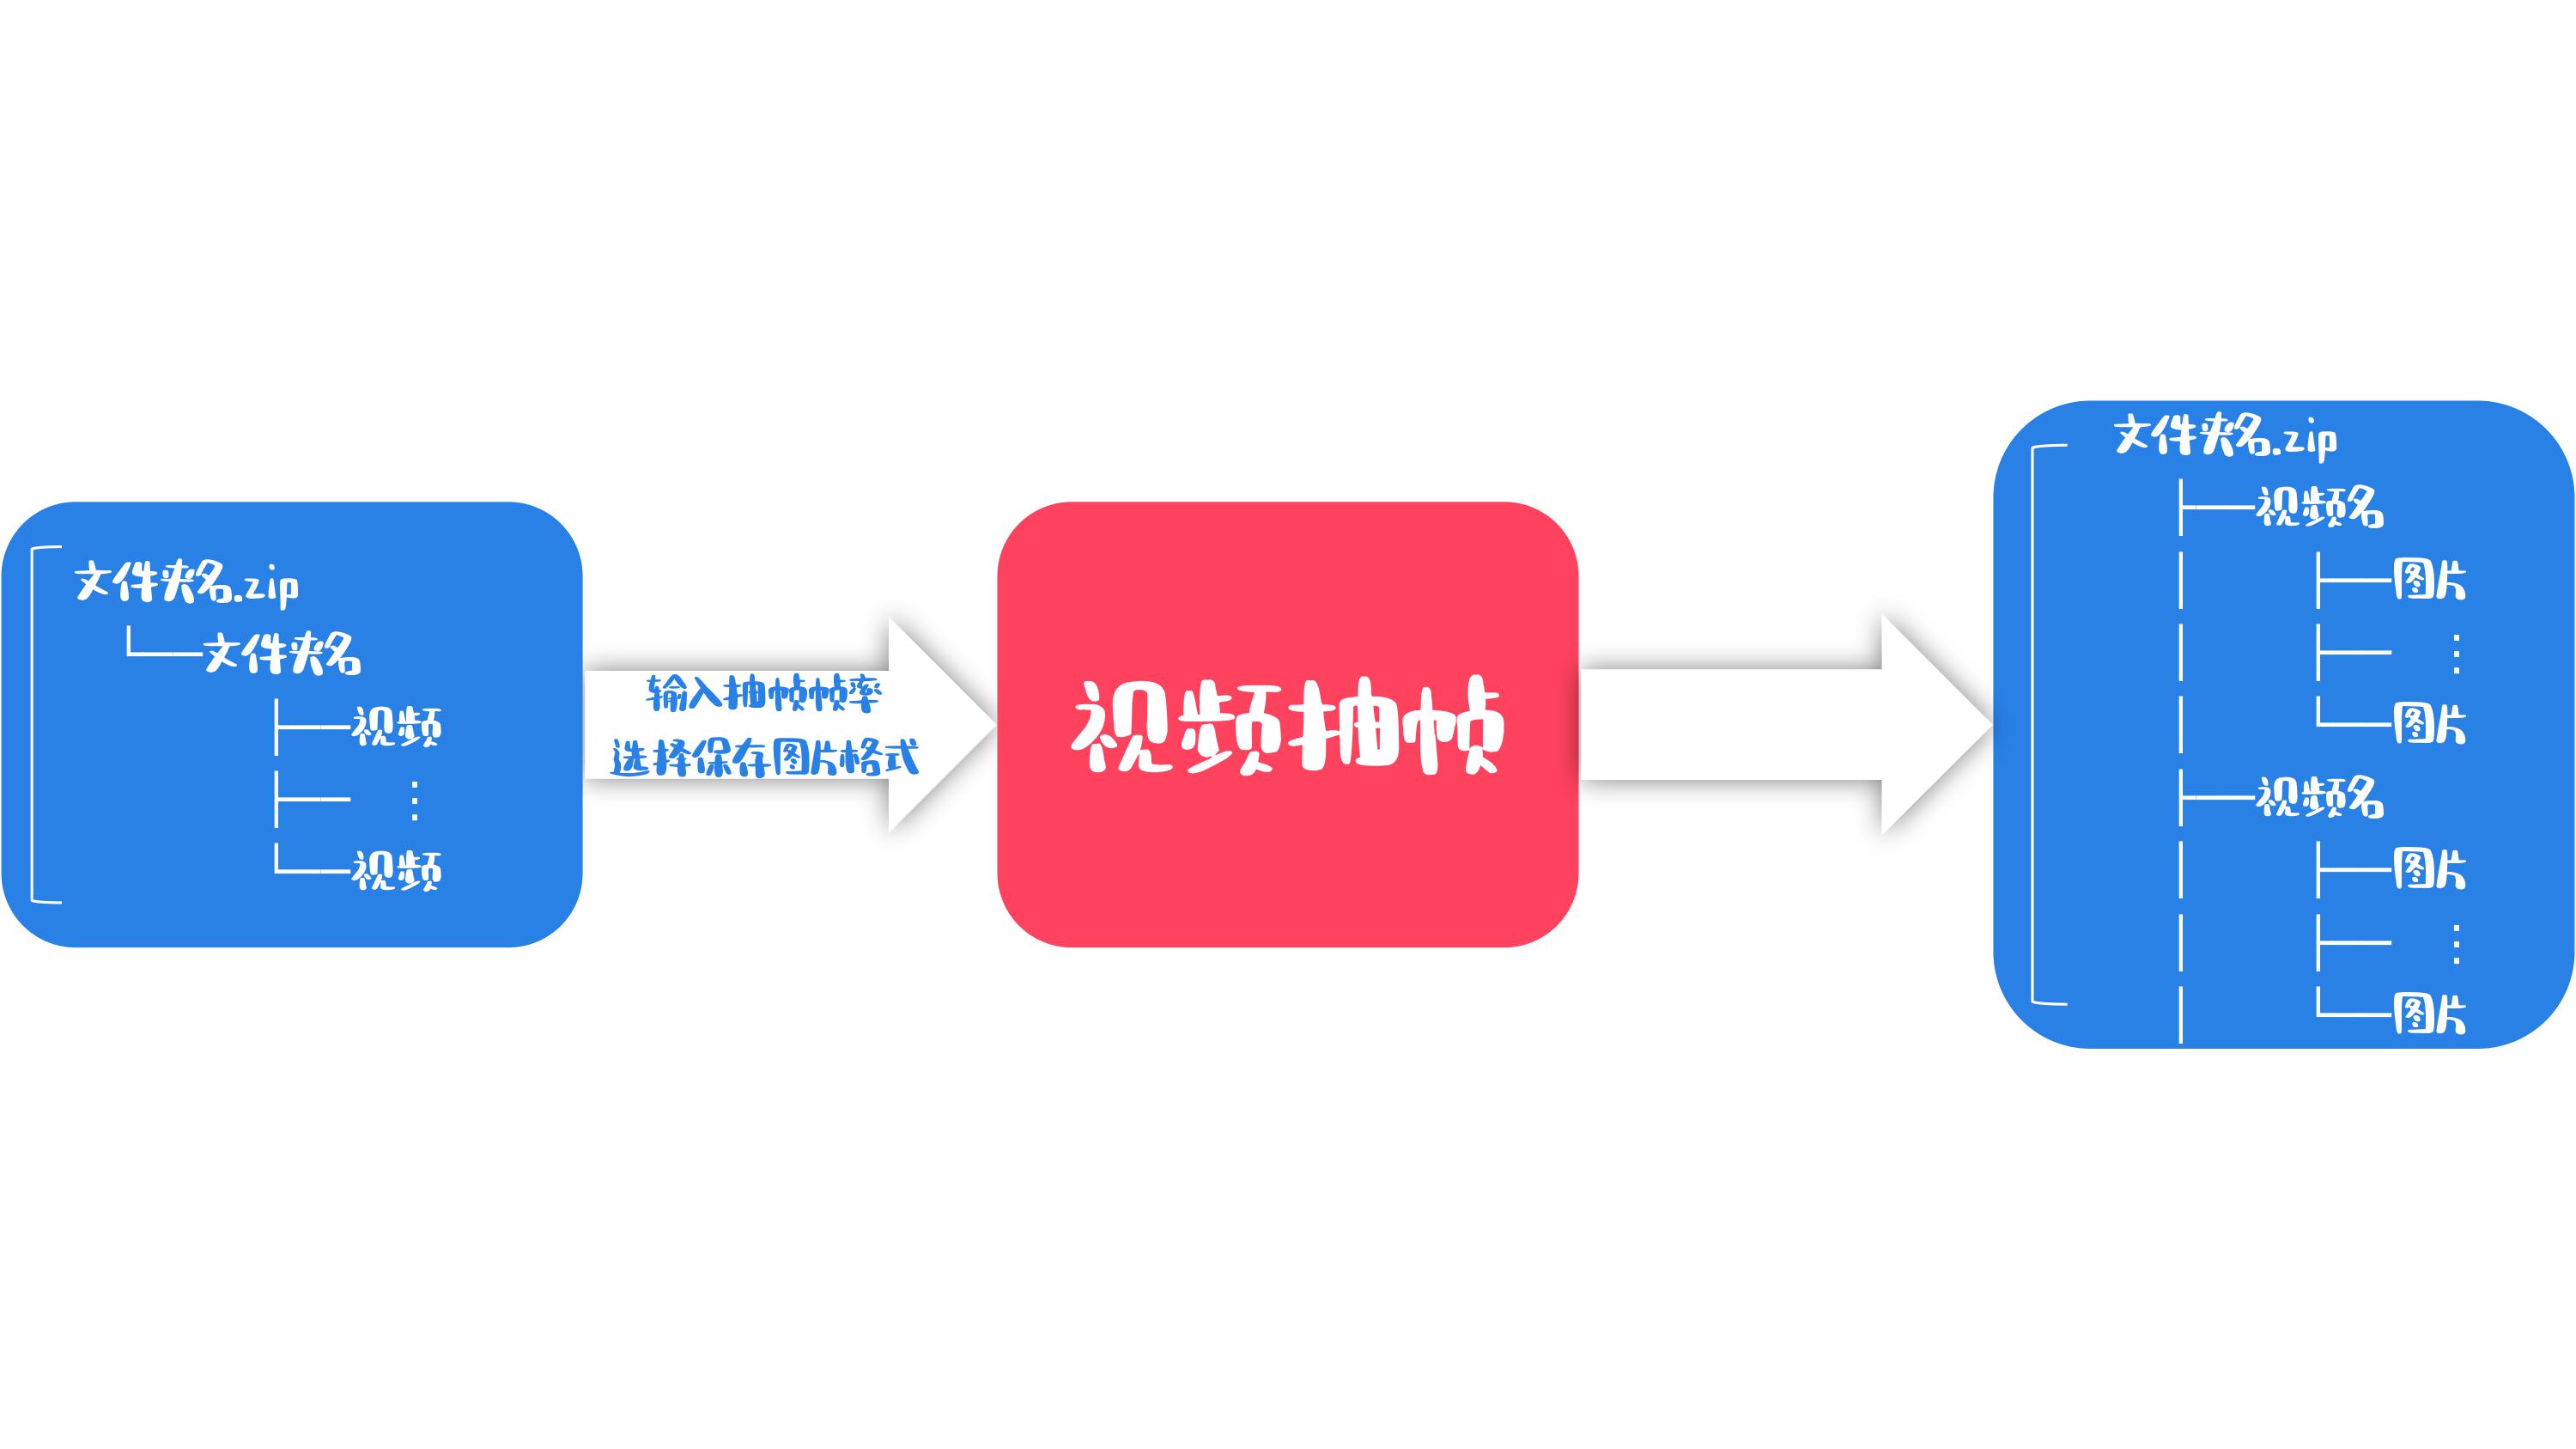 文件夹名.zip
└──文件夹名
├──视频
├── ⋮
└──视频
输入抽帧帧率
选择保存图片格式
视频抽帧
文件夹名.zip
├──视频名
│ ├──图片
│ ├── ⋮
│ └──图片
├──视频名
│ ├──图片
│ ├── ⋮
│ └──图片